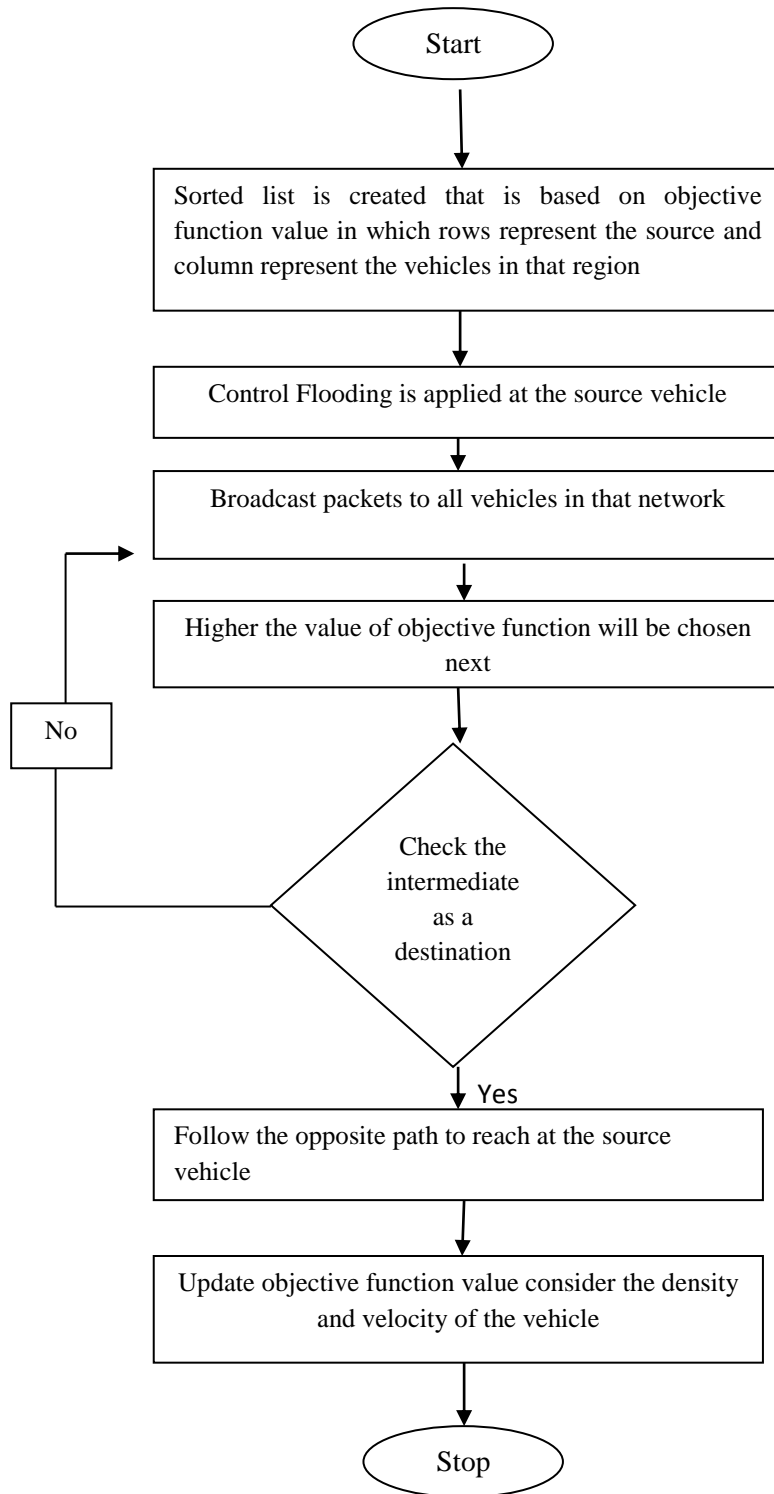 Start
Sorted list is created that is based on objective
function value in which rows represent the source and
column represent the vehicles in that region
Control Flooding is applied at the source vehicle
Broadcast packets to all vehicles in that network
Higher the value of objective function will be chosen
next
No
Check the
intermediate
as a
destination
Yes
Follow the opposite path to reach at the source
vehicle
Update objective function value consider the density
and velocity of the vehicle
Stop